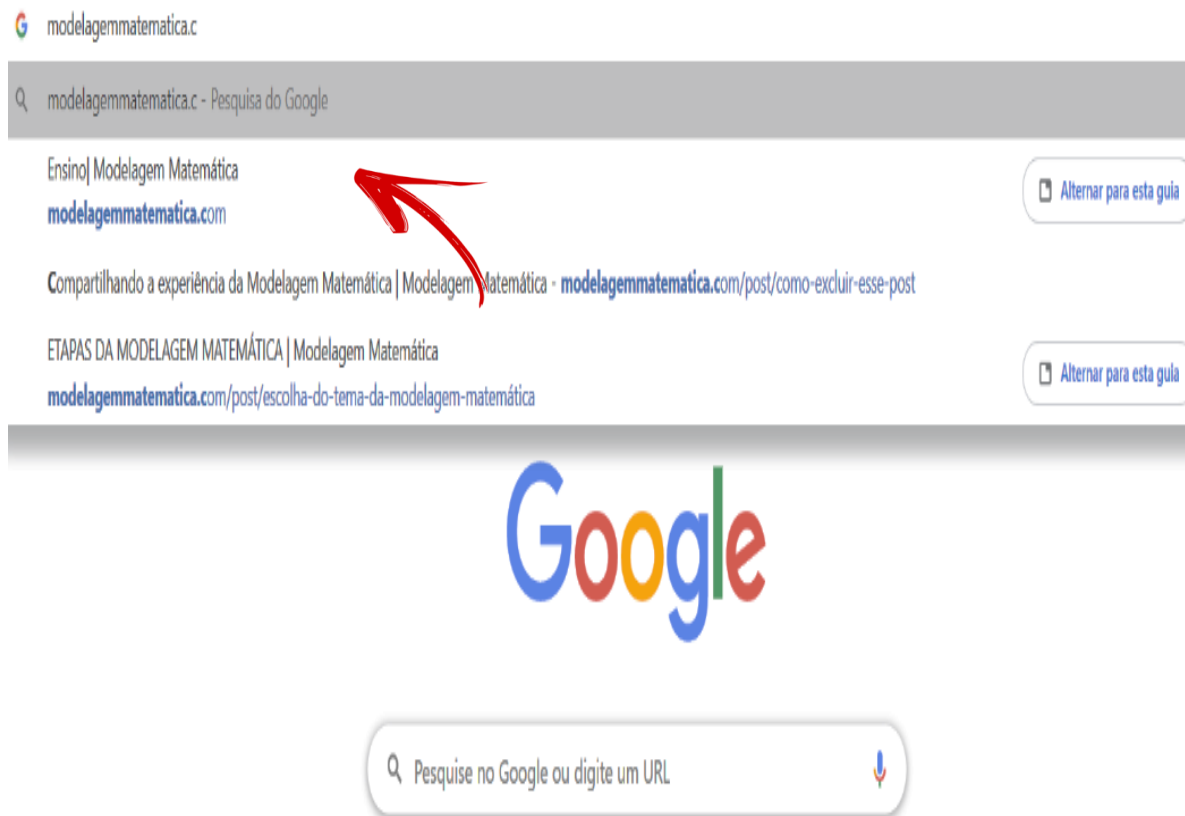 modelagemmatematica.c
modelagemmatematica.c - Pesquisa do Google
Ensino| Modelagem Matemática
modelagemmatematica.com
Alternar para esta guia
Compartilhando a experiência da Modelagem Matemática | Modelagem Matemática - modelagemmatematica.com/post/como-excluir-esse-post
ETAPAS DA MODELAGEM MATEMÁTICA | Modelagem Matemática
modelagemmatematica.com/post/escolha-do-tema-da-modelagem-matemática
Alternar para esta guia
Google
Pesquise no Google ou digite um URL